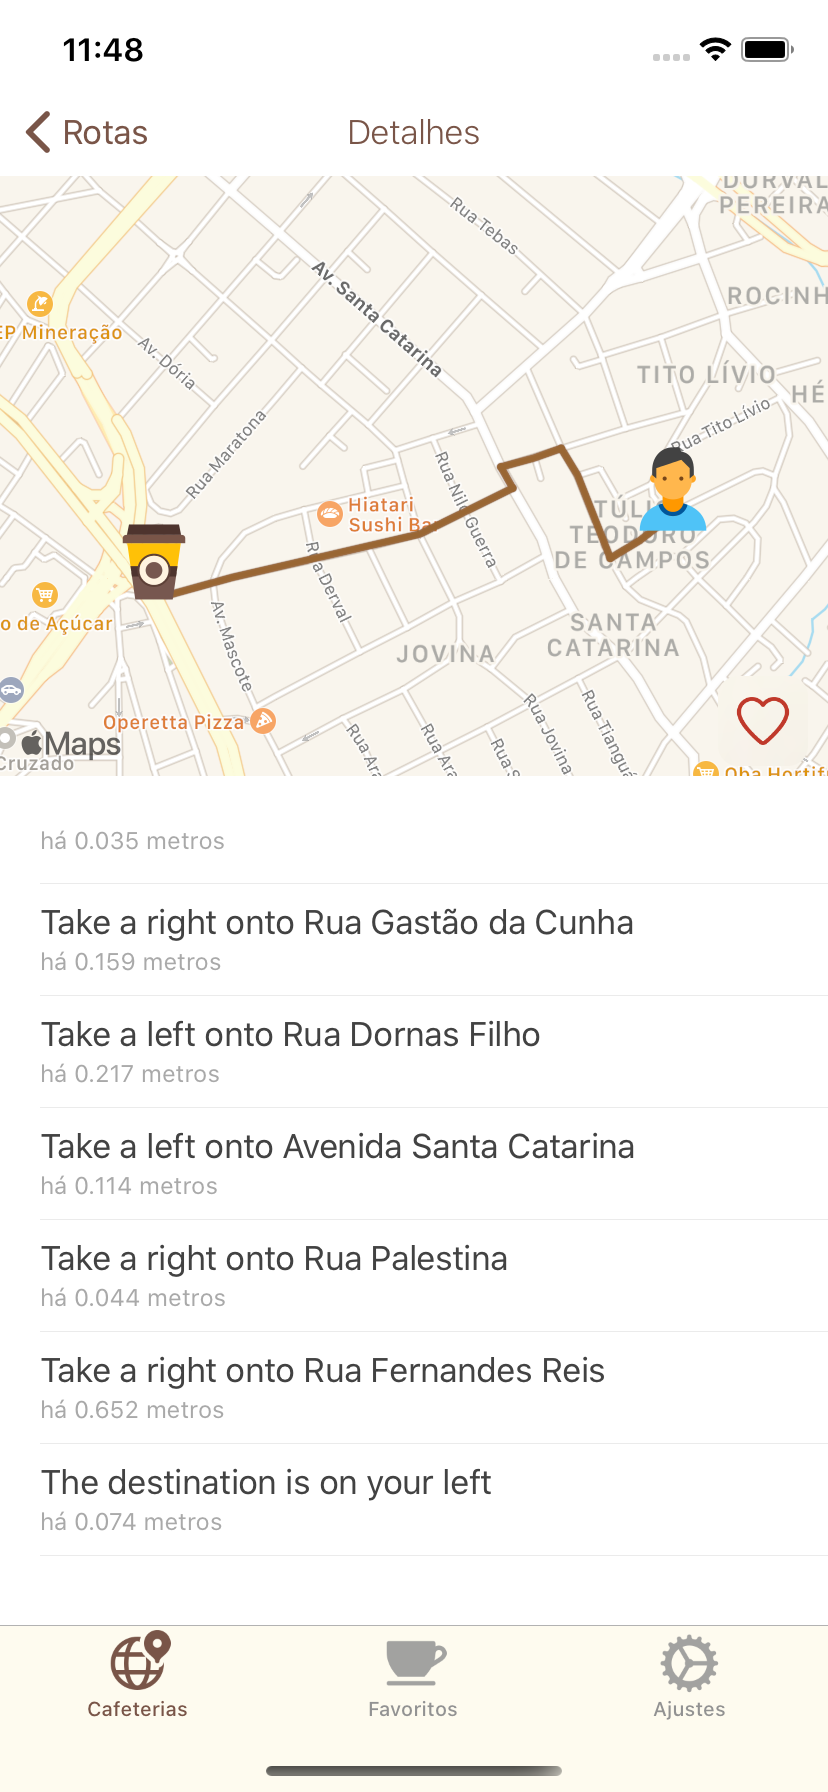 11:48
Rotas
Detalhes
DURVAL
PEREIRA
Rua Tebas
Av. Santa Catarina
ROCINH
EP Mineração
Av. Dória
TITO LÍVIO
HÉ
Rua Tito Lívio
Rua Maratona
Rua Nilo Guerra
Hiatari
Sushi Bar
TÚLI
TEODORO
DE CAMPOS
Rua Derval
o de Açúcar
Av. Mascote
SANTA
CATARINA
JOVINA
Operetta Pizza
Rua Jovina
Rua Tianguá
Rua Ara
Rua Ara
Rua S
Maps
Cruzado
Oba Hortif
há 0.035 metros
Take a right onto Rua Gastão da Cunha
há 0.159 metros
Take a left onto Rua Dornas Filho
há 0.217 metros
Take a left onto Avenida Santa Catarina
há 0.114 metros
Take a right onto Rua Palestina
há 0.044 metros
Take a right onto Rua Fernandes Reis
há 0.652 metros
The destination is on your left
há 0.074 metros
Cafeterias
Favoritos
Ajustes